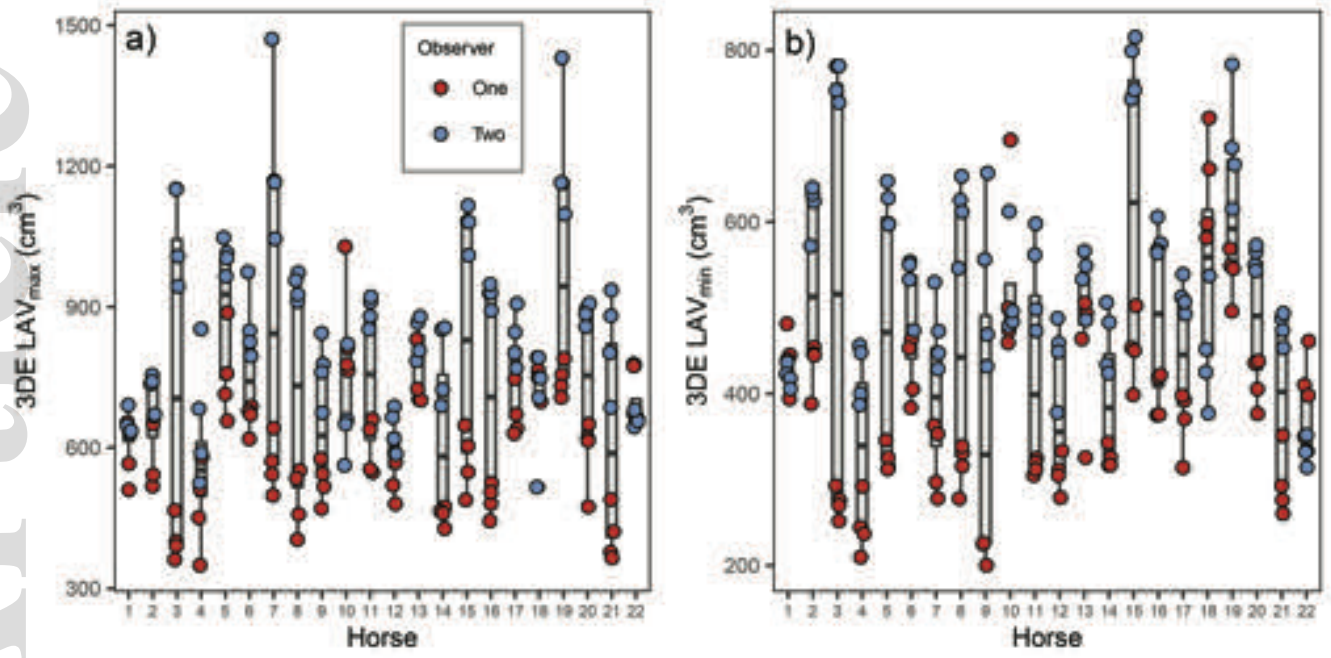 a)
Observer
One
Two
1500
1200
900
600
300
3DE LAVmax (cm3)
1 2 3 4 5 6 7 8 9 10 11 12 13 14 15 16 17 18 19 20 21 22
Horse
b)
800
600
400
200
3DE LAVmin (cm3)
1 2 3 4 5 6 7 8 9 10 11 12 13 14 15 16 17 18 19 20 21 22
Horse